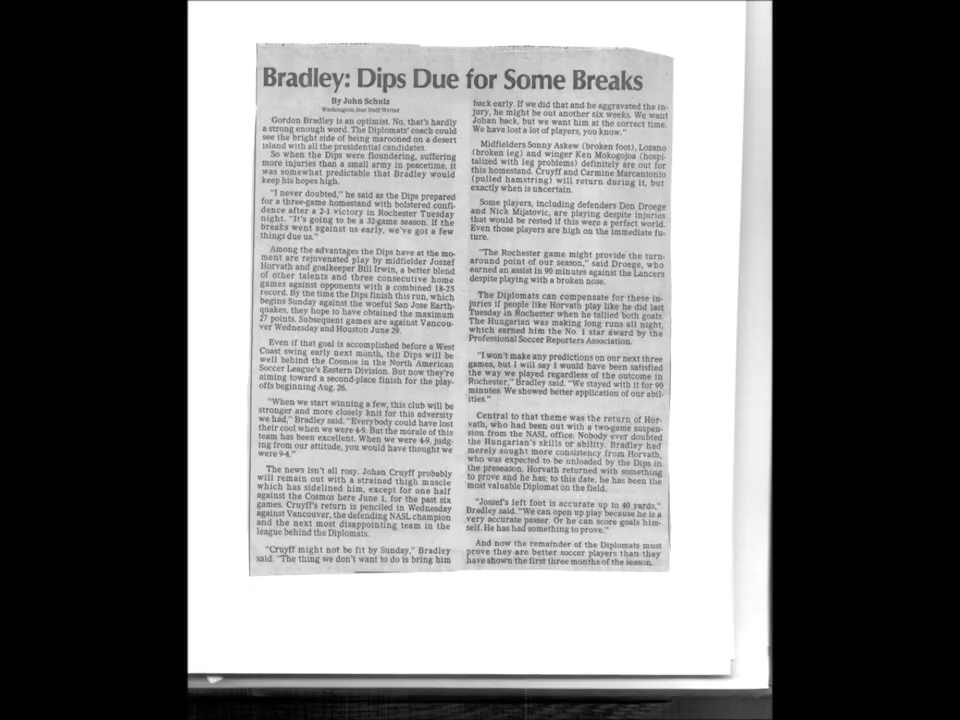 Bradley: Dips Due for Some Breaks
By John Schulz
Washington Star Staff Writer
Gordon Bradley is an optimist. No, that's hardly
a strong enough word. The Diplomats' coach could
see the bright side of being marooned on a desert
island with all the presidential candidates.
So when the Dips were floundering, suffering
more injuries than a small army in peacetime, it
was somewhat predictable that Bradley would
keep his hopes high.
"I never doubted," he said as the Dips prepared
for a three-game homestand with bolstered confi-
dence after a 2-1 victory in Rochester Tuesday
night. "It's going to be a 32-game season. If the
breaks went against us early, we've got a few
things due us."
Among the advantages the Dips have at the mo-
ment are rejuvenated play by midfielder Joszef
Horvath and goalkeeper Bill Irwin, a better blend
of other talents and three consecutive home
games against opponents with a combined 18-25
record. By the time the Dips finish this run, which
begins Sunday against the woeful San Jose Earth-
quakes, they hope to have obtained the maximum
27 points. Subsequent games are against Vancou-
ver Wednesday and Houston June 29.
Even if that goal is accomplished before a West
Coast swing early next month, the Dips will be
well behind the Cosmos in the North American
Soccer League's Eastern Division. But now they're
aiming toward a second-place finish for the play-
offs beginning Aug. 26.
"When we start winning a few, this club will be
stronger and more closely knit for this adversity
we had," Bradley said. "Everybody could have lost
their cool when we were 4-9. But the morale of this
team has been excellent. When we were 4-9, judg-
ing from our attitude, you would have thought we
were 9-4."
The news isn't all rosy. Johan Cruyff probably
will remain out with a strained thigh muscle
which has sidelined him, except for one half
against the Cosmos here June 1, for the past six
games. Cruyff's return is penciled in Wednesday
against Vancouver, the defending NASL champion
and the next most disappointing team in the
league behind the Diplomats.
"Cruyff might not be fit by Sunday," Bradley
said. "The thing we don't want to do is bring him
back early. If we did that and he aggravated the in-
jury, he might be out another six weeks. We want
Johan back, but we want him at the correct time.
We have lost a lot of players, you know."
Midfielders Sonny Askew (broken foot), Lozano
(broken leg) and winger Ken Mokogojoa (hospi-
talized with leg problems) definitely are out for
this homestand. Cruyff and Carmine Marcantonio
(pulled hamstring) will return during it, but
exactly when is uncertain.
Some players, including defenders Don Droege
and Nick Mijatovic, are playing despite injuries
that would be rested if this were a perfect world.
Even those players are high on the immediate fu-
ture.
"The Rochester game might provide the turn-
around point of our season," said Droege, who
earned an assist in 90 minutes against the Lancers
despite playing with a broken nose.
The Diplomats can compensate for these in-
juries if people like Horvath play like he did last
Tuesday in Rochester when he tallied both goals.
The Hungarian was making long runs all night,
which earned him the No. 1 star award by the
Professional Soccer Reporters Association.
"I won't make any predictions on our next three
games, but I will say I would have been satisfied
the way we played regardless of the outcome in
Rochester," Bradley said. "We stayed with it for 90
minutes. We showed better application of our abil-
ities."
Central to that theme was the return of Hor-
vath, who had been out with a two-game suspen-
sion from the NASL office. Nobody ever doubted
the Hungarian's skills or ability. Bradley had
merely sought more consistency from Horvath,
who was expected to be unloaded by the Dips in
the preseason. Horvath returned with something
to prove and he has; to this date, he has been the
most valuable Diplomat on the field.
"Joszef's left foot is accurate up to 40 yards,"
Bradley said. "We can open up play because he is a
very accurate passer. Or he can score goals him-
self. He has had something to prove."
And now the remainder of the Diplomats must
prove they are better soccer players than they
have shown the first three months of the season.